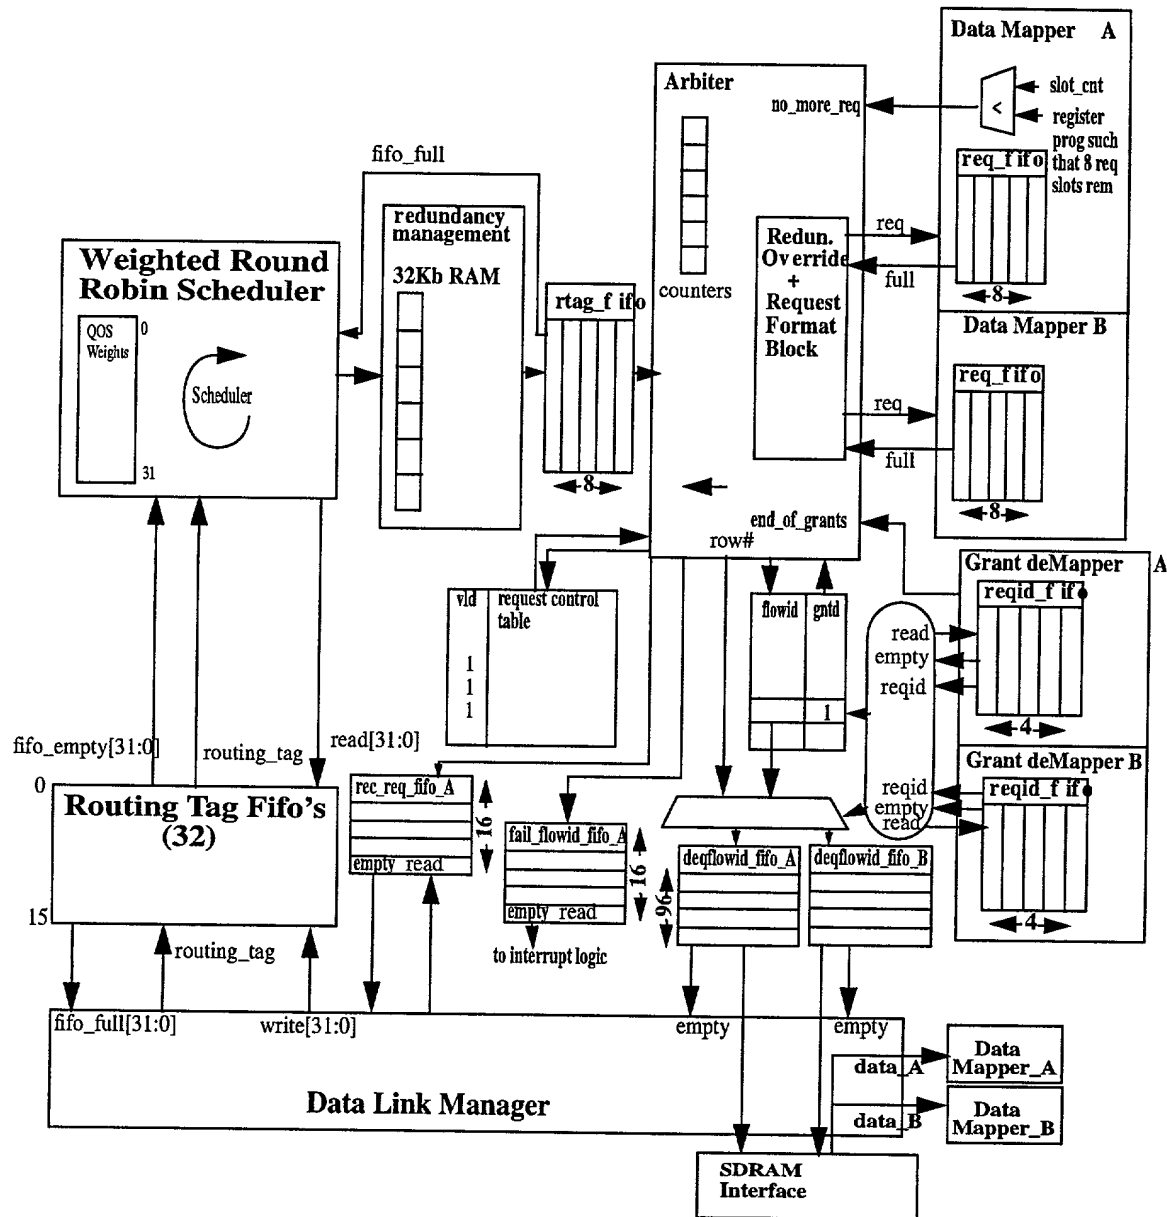 Data Mapper A
slot_cnt
<
register
prog such
that 8 req
slots rem
req_fifo
8
Data Mapper B
req_fifo
8
Arbiter
no_more_req
counters
Redun.
Override
+
Request
Format
Block
req
full
req
full
end_of_grants
row#
fifo_full
redundancy
management
32Kb RAM
rtag_fifo
8
Weighted Round
Robin Scheduler
QOS
Weights
0
31
Scheduler
vld
request control
table
1
1
1
flowid gntd
1
read
empty
reqid
reqid
empty
read
Grant deMapper A
reqid_fifo
4
Grant deMapper B
reqid_fifo
4
fifo_empty[31:0]
routing_tag
read[31:0]
0
15
Routing Tag Fifo's
(32)
rec_req_fifo_A
empty read
16
fail_flowid_fifo_A
empty read
16
to interrupt logic
deqflowid_fifo_A
96
deqflowid_fifo_B
routing_tag
fifo_full[31:0]
write[31:0]
empty
empty
Data Link Manager
data_A
data_B
Data
Mapper_A
Data
Mapper_B
SDRAM
Interface